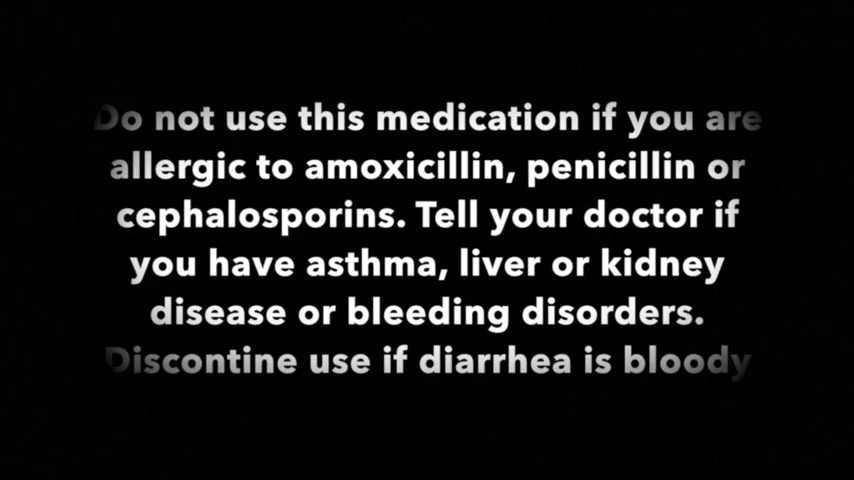 Do not use this medication if you are
allergic to amoxicillin, penicillin or
cephalosporins. Tell your doctor if
you have asthma, liver or kidney
disease or bleeding disorders.
Discontine use if diarrhea is bloody